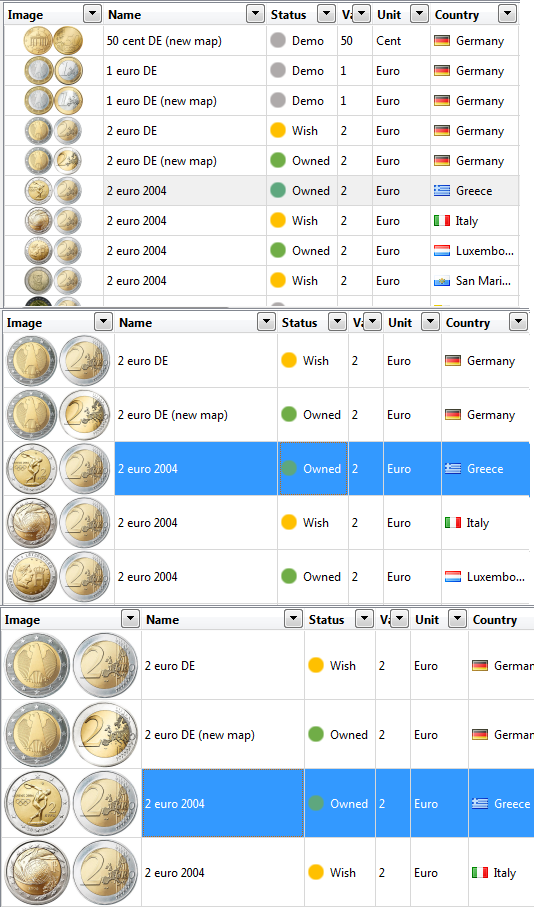 Image Name Status Va Unit Country
50 cent DE (new map) Demo 50 Cent Germany
1 euro DE Demo 1 Euro Germany
1 euro DE (new map) Demo 1 Euro Germany
2 euro DE Wish 2 Euro Germany
2 euro DE (new map) Owned 2 Euro Germany
2 euro 2004 Owned 2 Euro Greece
2 euro 2004 Wish 2 Euro Italy
2 euro 2004 Owned 2 Euro Luxembo...
2 euro 2004 Wish 2 Euro San Mari...
Image Name Status Va Unit Country
2 euro DE Wish 2 Euro Germany
2 euro DE (new map) Owned 2 Euro Germany
2 euro 2004 Owned 2 Euro Greece
2 euro 2004 Wish 2 Euro Italy
2 euro 2004 Owned 2 Euro Luxembo...
Image Name Status Va Unit Country
2 euro DE Wish 2 Euro German
2 euro DE (new map) Owned 2 Euro German
2 euro 2004 Owned 2 Euro Greece
2 euro 2004 Wish 2 Euro Italy